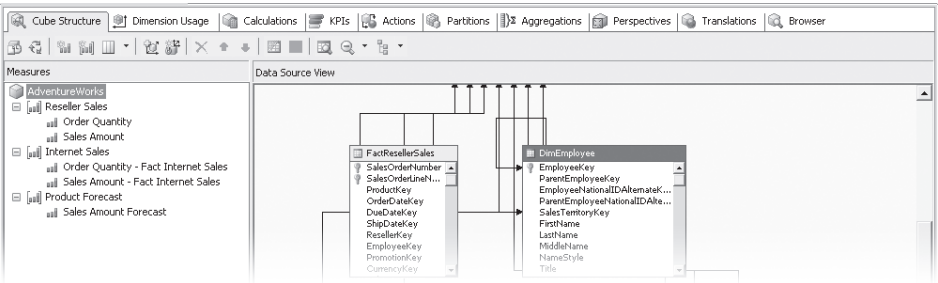 Cube Structure Dimension Usage Calculations KPIs Actions Partitions Aggregations Perspectives Translations Browser
Measures
AdventureWorks
Reseller Sales
Order Quantity
Sales Amount
Internet Sales
Order Quantity - Fact Internet Sales
Sales Amount - Fact Internet Sales
Product Forecast
Sales Amount Forecast
Data Source View
FactResellerSales
SalesOrderNumber
SalesOrderLineN...
ProductKey
OrderDateKey
DueDateKey
ShipDateKey
ResellerKey
EmployeeKey
PromotionKey
CurrencyKey
DimEmployee
EmployeeKey
ParentEmployeeKey
EmployeeNationalIDAlternateK...
ParentEmployeeNationalIDAlte...
SalesTerritoryKey
FirstName
LastName
MiddleName
NameStyle
Title